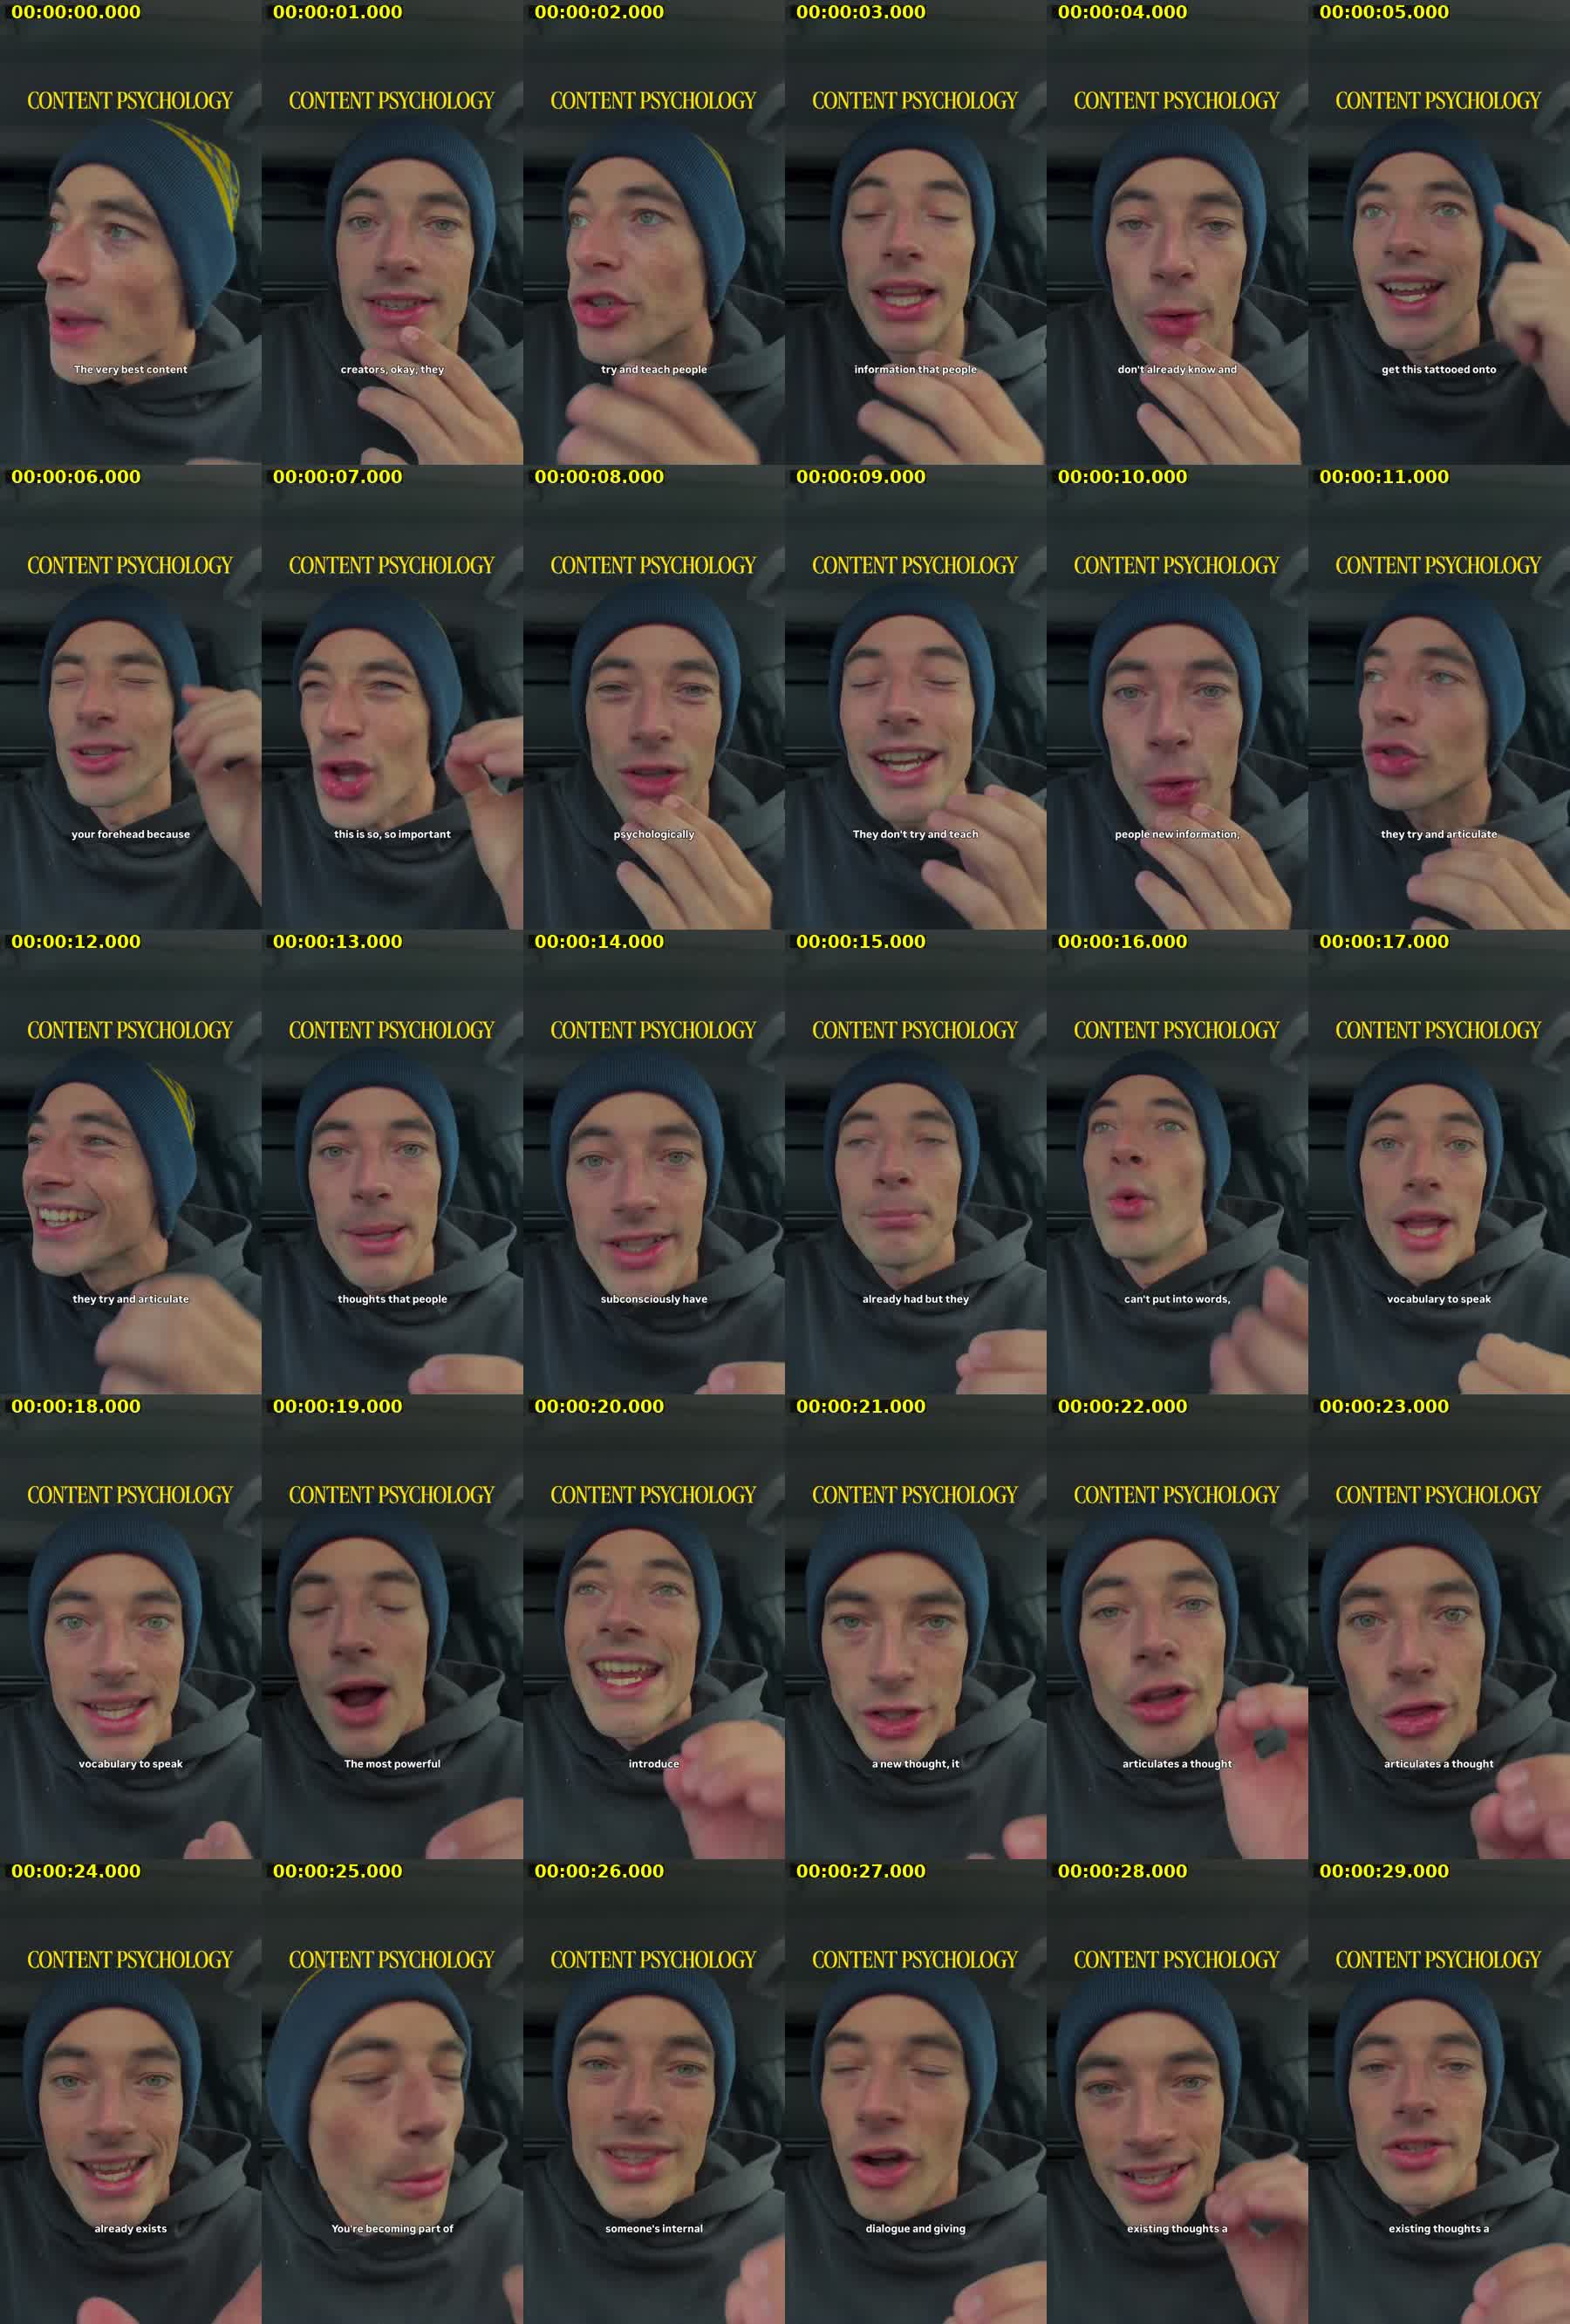 00:00:00.000
00:00:01.000
00:00:02.000
00:00:03.000
00:00:04.000
00:00:05.000
CONTENT PSYCHOLOGY
CONTENT PSYCHOLOGY
CONTENT PSYCHOLOGY
CONTENT PSYCHOLOGY
CONTENT PSYCHOLOGY
CONTENT PSYCHOLOGY
The very best content
creators, okay, they
try and teach people
information that people
don't already know and
get this tattooed onto
00:00:06.000
00:00:07.000
00:00:08.000
00:00:09.000
00:00:10.000
00:00:11.000
CONTENT PSYCHOLOGY
CONTENT PSYCHOLOGY
CONTENT PSYCHOLOGY
CONTENT PSYCHOLOGY
CONTENT PSYCHOLOGY
CONTENT PSYCHOLOGY
your forehead because
this is so, so important
psychologically
They don't try and teach
people new information,
they try and articulate
00:00:12.000
00:00:13.000
00:00:14.000
00:00:15.000
00:00:16.000
00:00:17.000
CONTENT PSYCHOLOGY
CONTENT PSYCHOLOGY
CONTENT PSYCHOLOGY
CONTENT PSYCHOLOGY
CONTENT PSYCHOLOGY
CONTENT PSYCHOLOGY
they try and articulate
thoughts that people
subconsciously have
already had but they
can't put into words,
vocabulary to speak
00:00:18.000
00:00:19.000
00:00:20.000
00:00:21.000
00:00:22.000
00:00:23.000
CONTENT PSYCHOLOGY
CONTENT PSYCHOLOGY
CONTENT PSYCHOLOGY
CONTENT PSYCHOLOGY
CONTENT PSYCHOLOGY
CONTENT PSYCHOLOGY
vocabulary to speak
The most powerful
introduce
a new thought, it
articulates a thought
articulates a thought
00:00:24.000
00:00:25.000
00:00:26.000
00:00:27.000
00:00:28.000
00:00:29.000
CONTENT PSYCHOLOGY
CONTENT PSYCHOLOGY
CONTENT PSYCHOLOGY
CONTENT PSYCHOLOGY
CONTENT PSYCHOLOGY
CONTENT PSYCHOLOGY
already exists
You're becoming part of
someone's internal
dialogue and giving
existing thoughts a
existing thoughts a